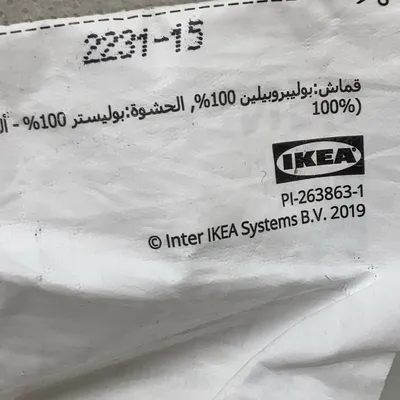 2231-15
قماش:بوليبروبيلين 100%, الحشوة:بوليستر 100% -
(100%
IKEA
PI-263863-1
© Inter IKEA Systems B.V. 2019